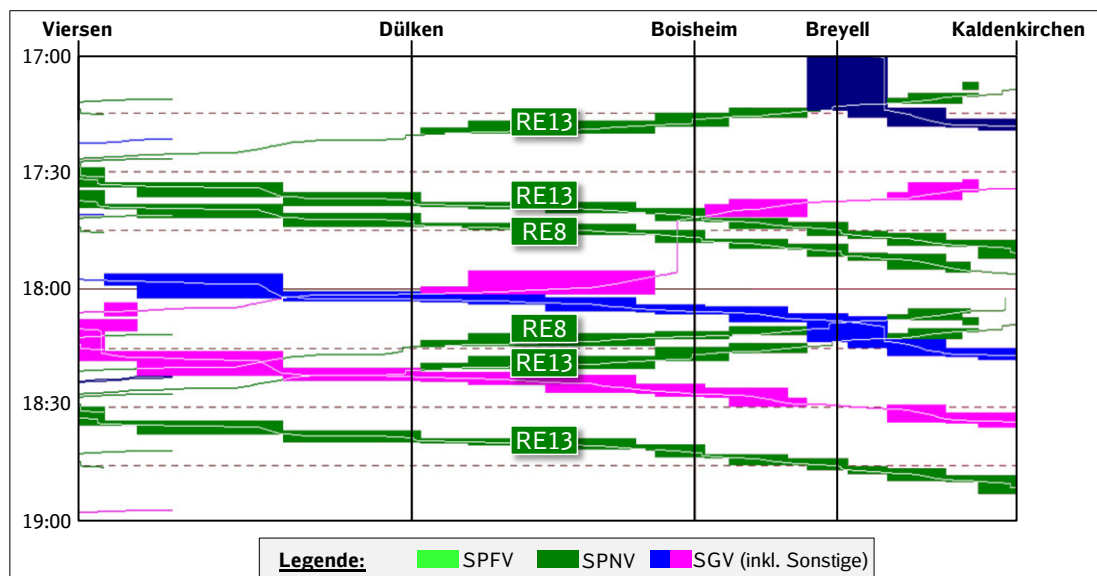 Viersen Dülken Boisheim Breyell Kaldenkirchen
17:00
RE13
17:30
RE13
RE8
18:00
RE8
RE13
18:30
RE13
19:00
Legende: SPFV SPNV SGV (inkl. Sonstige)